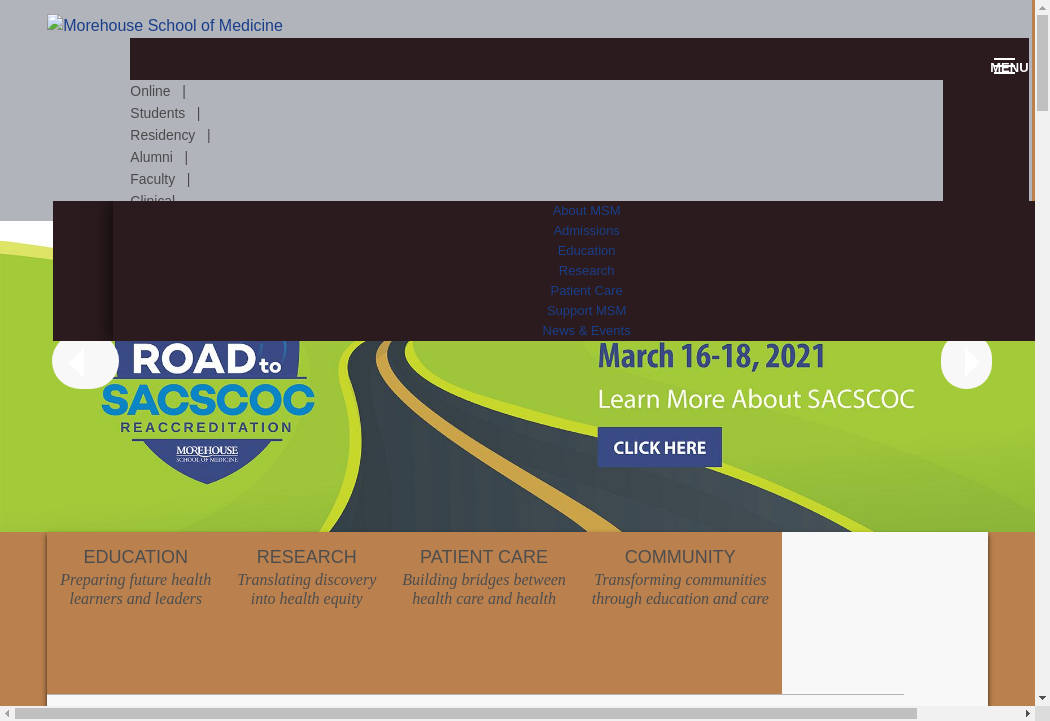 Morehouse School of Medicine
MENU
Online |
Students |
Residency |
Alumni |
Faculty |
Clinical
About MSM
Admissions
Education
Research
Patient Care
Support MSM
News & Events
ROAD to
SACSCOC
REACCREDITATION
MOREHOUSE
SCHOOL OF MEDICINE
March 16-18, 2021
Learn More About SACSCOC
CLICK HERE
EDUCATION
Preparing future health
learners and leaders
RESEARCH
Translating discovery
into health equity
PATIENT CARE
Building bridges between
health care and health
COMMUNITY
Transforming communities
through education and care